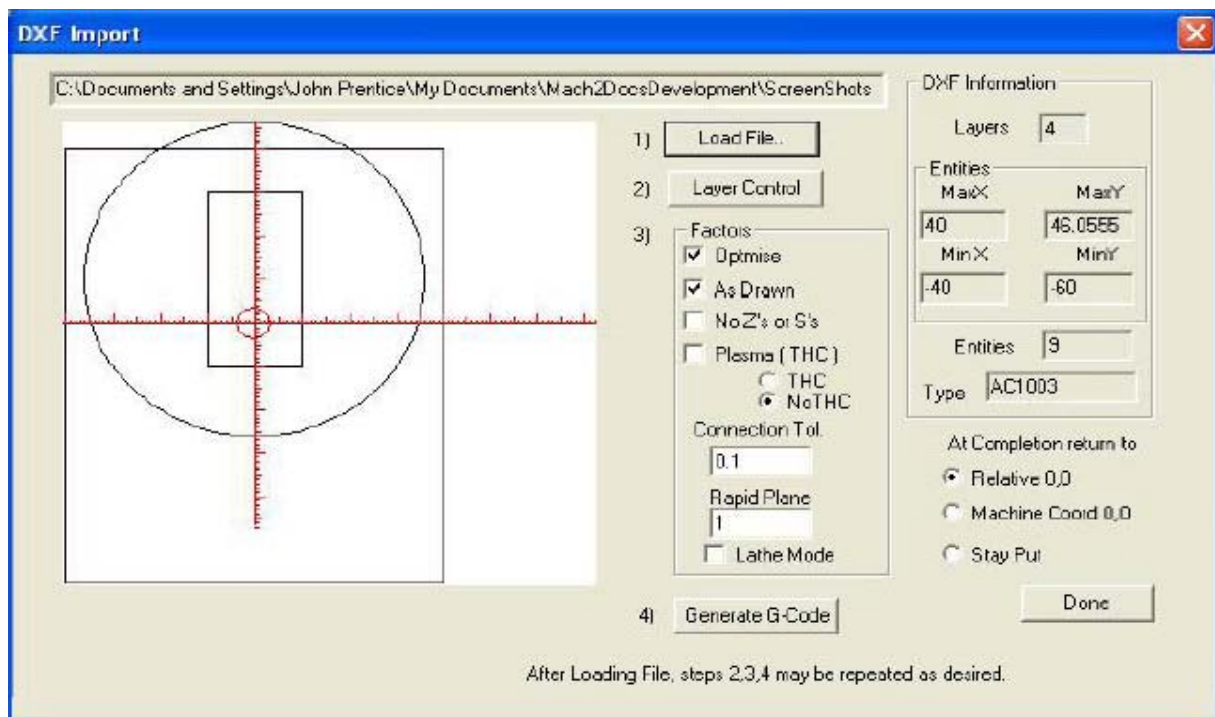 DXF Import
C:\Documents and Settings\John Prentice\My Documents\Mach2DocsDevelopment\ScreenShots
1) Load File..
2) Layer Control
3) Factors
Optmise
As Drawn
No Z's or S's
Plasma ( THC )
THC
NoTHC
Connection Tol.
0.1
Rapid Plane
1
Lathe Mode
4) Generate G-Code
DXF Information
Layers 4
Entities
MaxX MaxY
40 46.0555
Min X MinY
-40 -60
Entities 9
Type AC1003
At Completion return to
Relative 0,0
Machine Coord 0,0
Stay Put
Done
After Loading File, steps 2,3,4 may be repeated as desired.